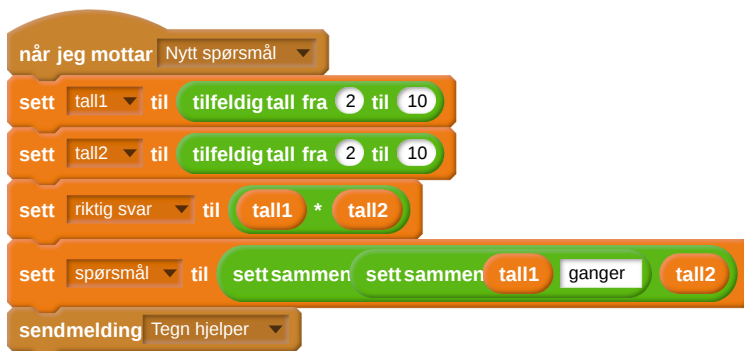 når jeg mottar Nytt spørsmål
sett tall1 til tilfeldig tall fra 2 til 10
sett tall2 til tilfeldig tall fra 2 til 10
sett riktig svar til tall1 * tall2
sett spørsmål til sett sammen sett sammen tall1 ganger tall2
send melding Tegn hjelper